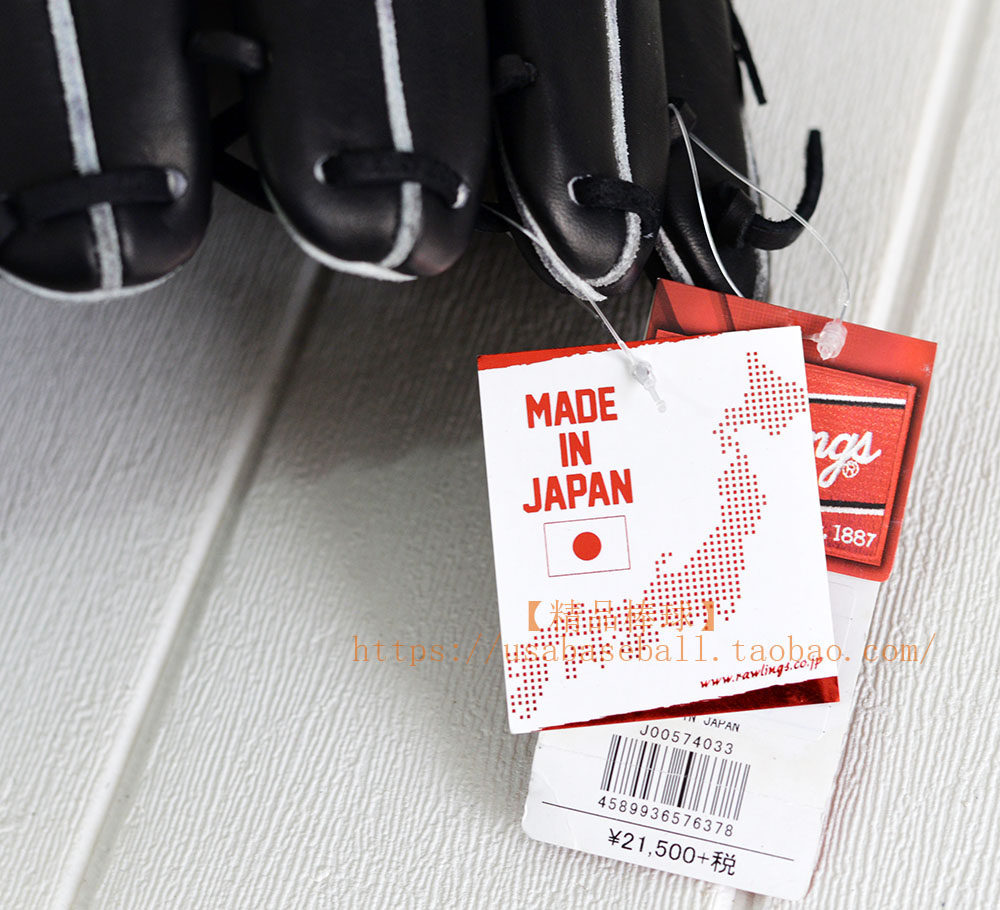 MADE
IN
JAPAN
ngs®
1887
【精品棒球】
https://usabaseball.taobao.com/
www.rawlings.co.jp
IN JAPAN
J00574033
4589936576378
¥21,500+税